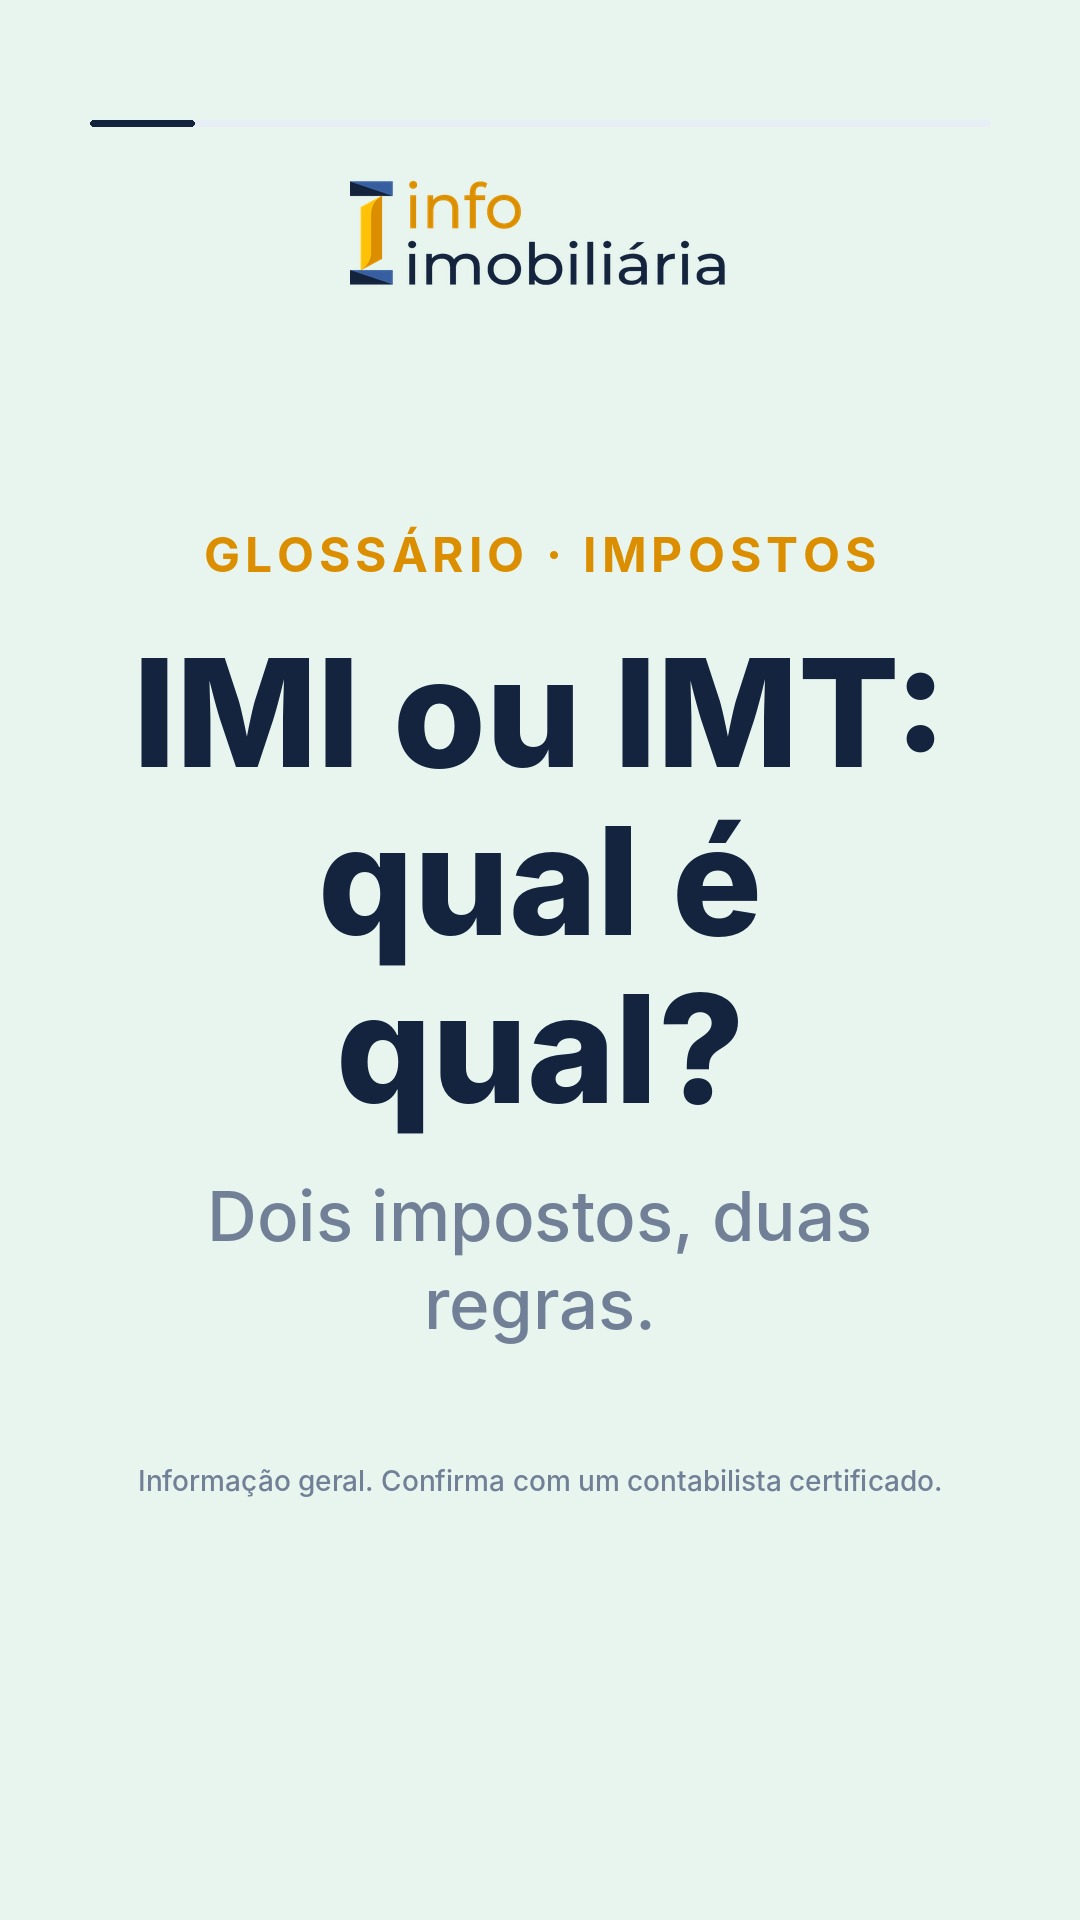 info
imobiliária
GLOSSÁRIO · IMPOSTOS
IMI ou IMT:
qual é
qual?
Dois impostos, duas
regras.
Informação geral. Confirma com um contabilista certificado.